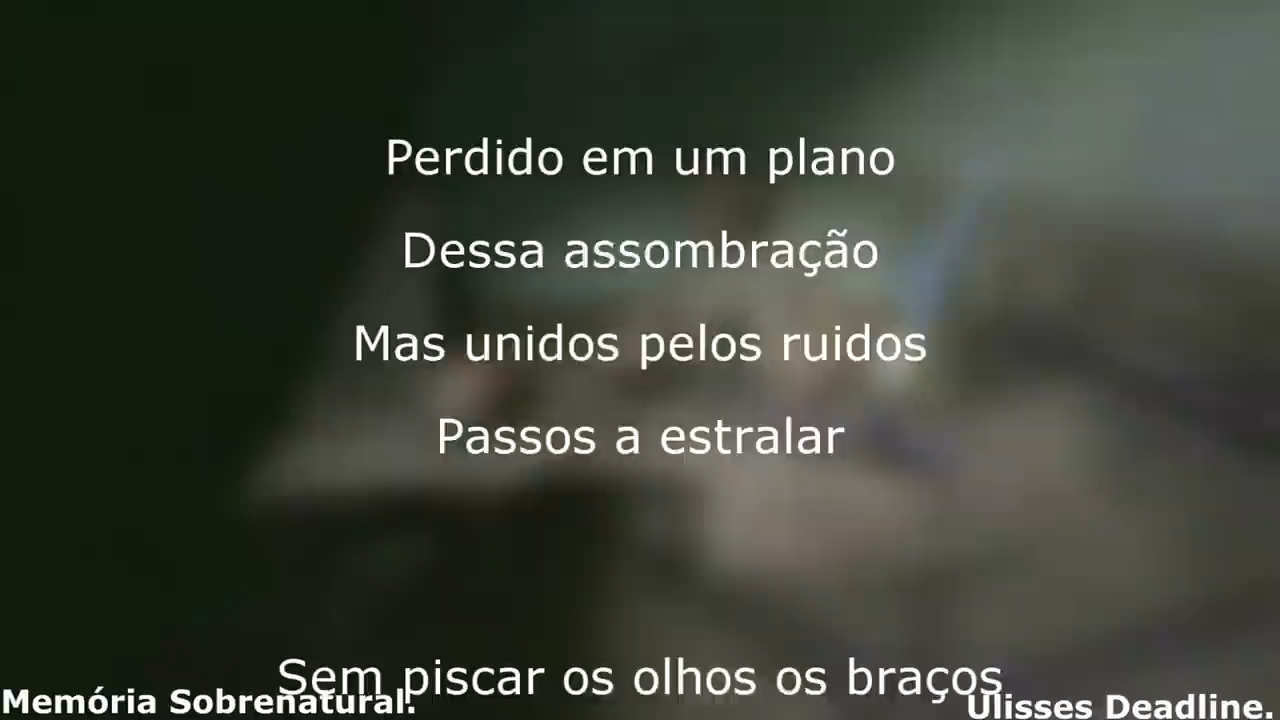 Perdido em um plano
Dessa assombração
Mas unidos pelos ruidos
Passos a estralar
Sem piscar os olhos os braços
Memória Sobrenatural.
Ulisses Deadline.